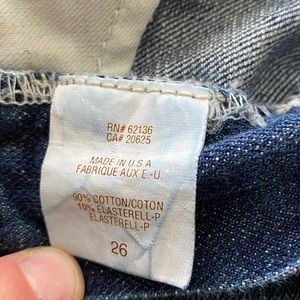 RN# 62136
CA# 20625
MADE IN U.S.A.
FABRIQUE AUX E.-U.
90% COTTON/COTON
10% ELASTERELL-P
ELASTERELL-P
26